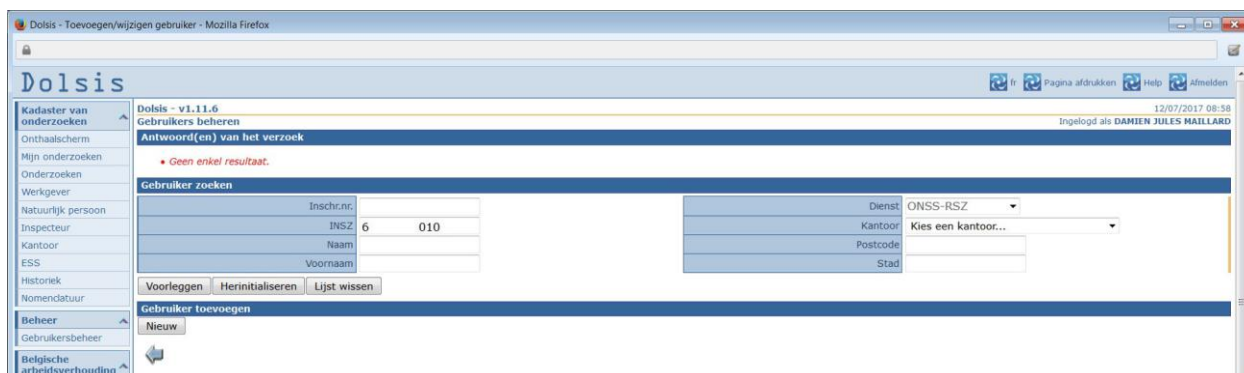 Dolsis - Toevoegen/wijzigen gebruiker - Mozilla Firefox
Dolsis
fr Pagina afdrukken Help Afmelden
Kadaster van onderzoeken
Onthaalscherm
Mijn onderzoeken
Onderzoeken
Werkgever
Natuurlijk persoon
Inspecteur
Kantoor
ESS
Historiek
Nomendatuur
Beheer
Gebruikersbeheer
Belgische arbeidsverhouding
Dolsis - v1.11.6 12/07/2017 08:58
Gebruikers beheren Ingelogd als DAMIEN JULES MAILLARD
Antwoord(en) van het verzoek
• Geen enkel resultaat.
Gebruiker zoeken
Inschr.nr. Dienst ONSS-RSZ
INSZ 6 010 Kantoor Kies een kantoor...
Naam Postcode
Voornaam Stad
Voorleggen Herinitialiseren Lijst wissen
Gebruiker toevoegen
Nieuw